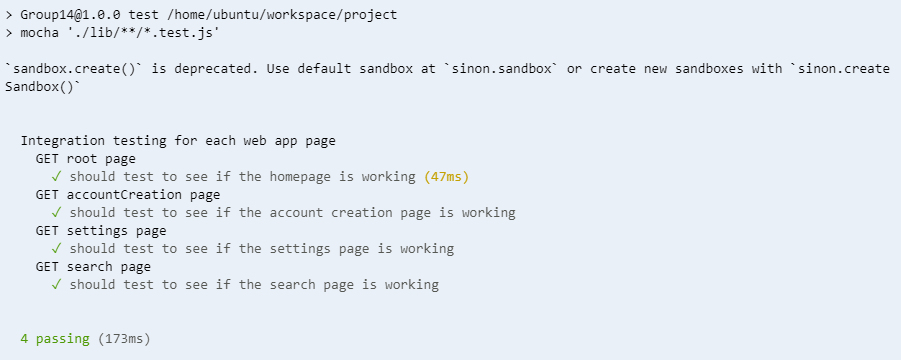 > Group14@1.0.0 test /home/ubuntu/workspace/project
> mocha './lib/**/*.test.js'
`sandbox.create()` is deprecated. Use default sandbox at `sinon.sandbox` or create new sandboxes with `sinon.create
Sandbox()`
Integration testing for each web app page
GET root page
✓ should test to see if the homepage is working (47ms)
GET accountCreation page
✓ should test to see if the account creation page is working
GET settings page
✓ should test to see if the settings page is working
GET search page
✓ should test to see if the search page is working
4 passing (173ms)